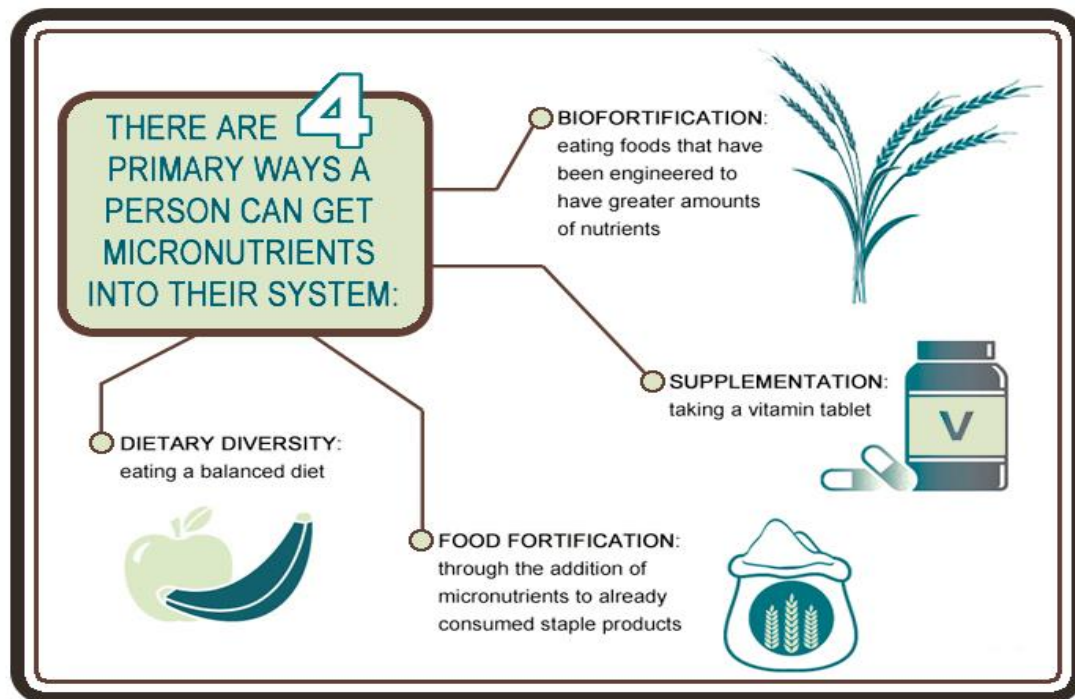 THERE ARE 4
PRIMARY WAYS A
PERSON CAN GET
MICRONUTRIENTS
INTO THEIR SYSTEM:
BIOFORTIFICATION:
eating foods that have
been engineered to
have greater amounts
of nutrients
SUPPLEMENTATION:
taking a vitamin tablet
V
DIETARY DIVERSITY:
eating a balanced diet
FOOD FORTIFICATION:
through the addition of
micronutrients to already
consumed staple products